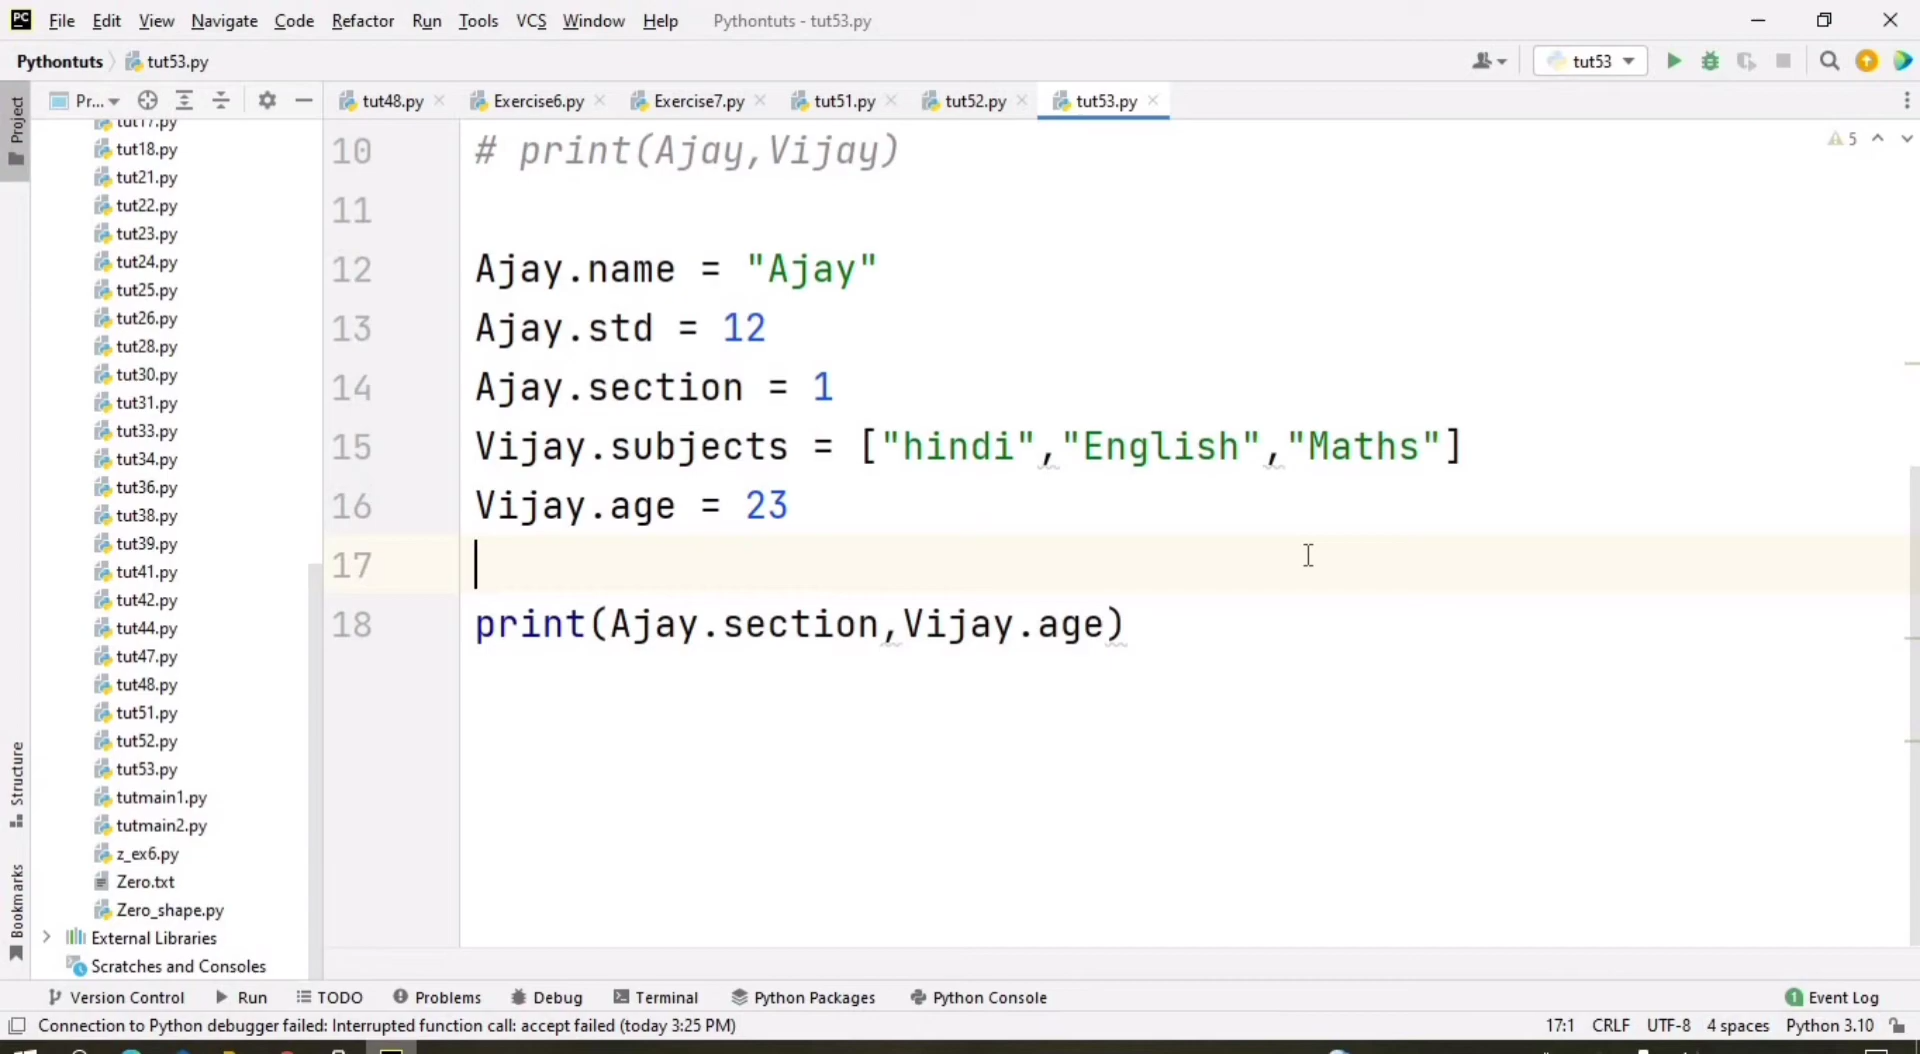 File Edit View Navigate Code Refactor Run Tools VCS Window Help Pythontuts - tut53.py
Pythontuts tut53.py tut53
Project
Pr...
tut48.py Exercise6.py Exercise7.py tut51.py tut52.py tut53.py
tut17.py
tut18.py
tut21.py
tut22.py
tut23.py
tut24.py
tut25.py
tut26.py
tut28.py
tut30.py
tut31.py
tut33.py
tut34.py
tut36.py
tut38.py
tut39.py
tut41.py
tut42.py
tut44.py
tut47.py
tut48.py
tut51.py
tut52.py
tut53.py
tutmain1.py
tutmain2.py
z_ex6.py
Zero.txt
Zero_shape.py
External Libraries
Scratches and Consoles
Structure
Bookmarks
10 # print(Ajay,Vijay)
11
12 Ajay.name = "Ajay"
13 Ajay.std = 12
14 Ajay.section = 1
15 Vijay.subjects = ["hindi","English","Maths"]
16 Vijay.age = 23
17
18 print(Ajay.section,Vijay.age)
5
Version Control Run TODO Problems Debug Terminal Python Packages Python Console 1 Event Log
Connection to Python debugger failed: Interrupted function call: accept failed (today 3:25 PM) 17:1 CRLF UTF-8 4 spaces Python 3.10